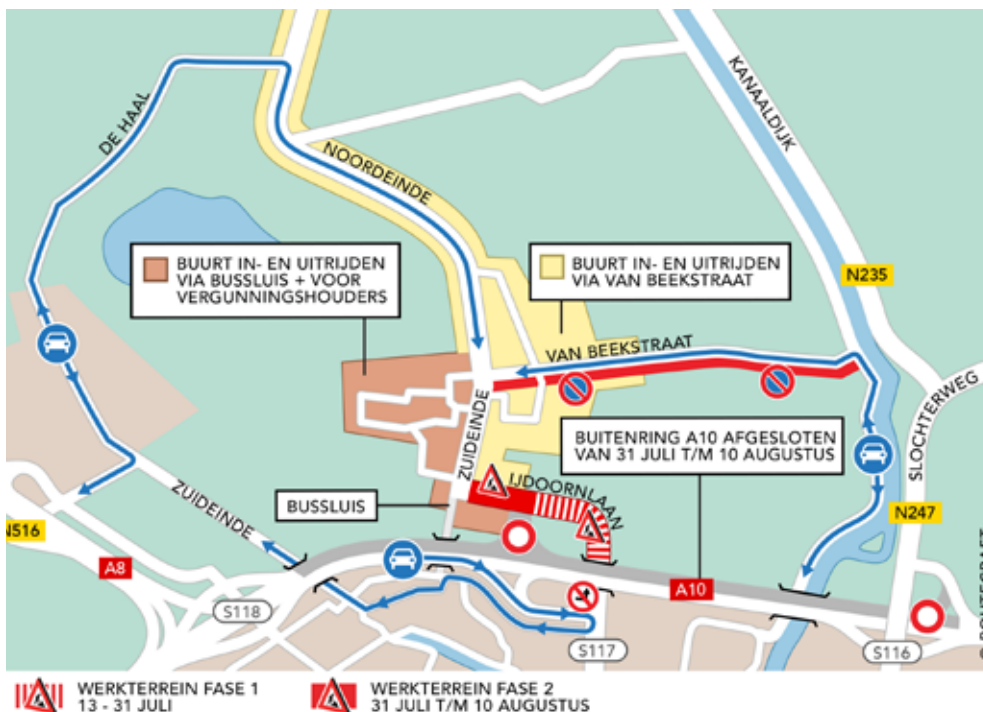 KANAALDIJK
DE HAAL
NOORDEINDE
BUURT IN- EN UITRIJDEN
VIA BUSSLUIS + VOOR
VERGUNNINGSHOUDERS
BUURT IN- EN UITRIJDEN
VIA VAN BEEKSTRAAT
N235
VAN BEEKSTRAAT
SLOCHTERWEG
ZUIDEINDE
BUITENRING A10 AFGESLOTEN
VAN 31 JULI T/M 10 AUGUSTUS
IJDOORNLAAN
ZUIDEINDE
BUSSLUIS
N516
N247
A8
A10
S118
S117
S116
WERKTERREIN FASE 1
13 - 31 JULI
WERKTERREIN FASE 2
31 JULI T/M 10 AUGUSTUS